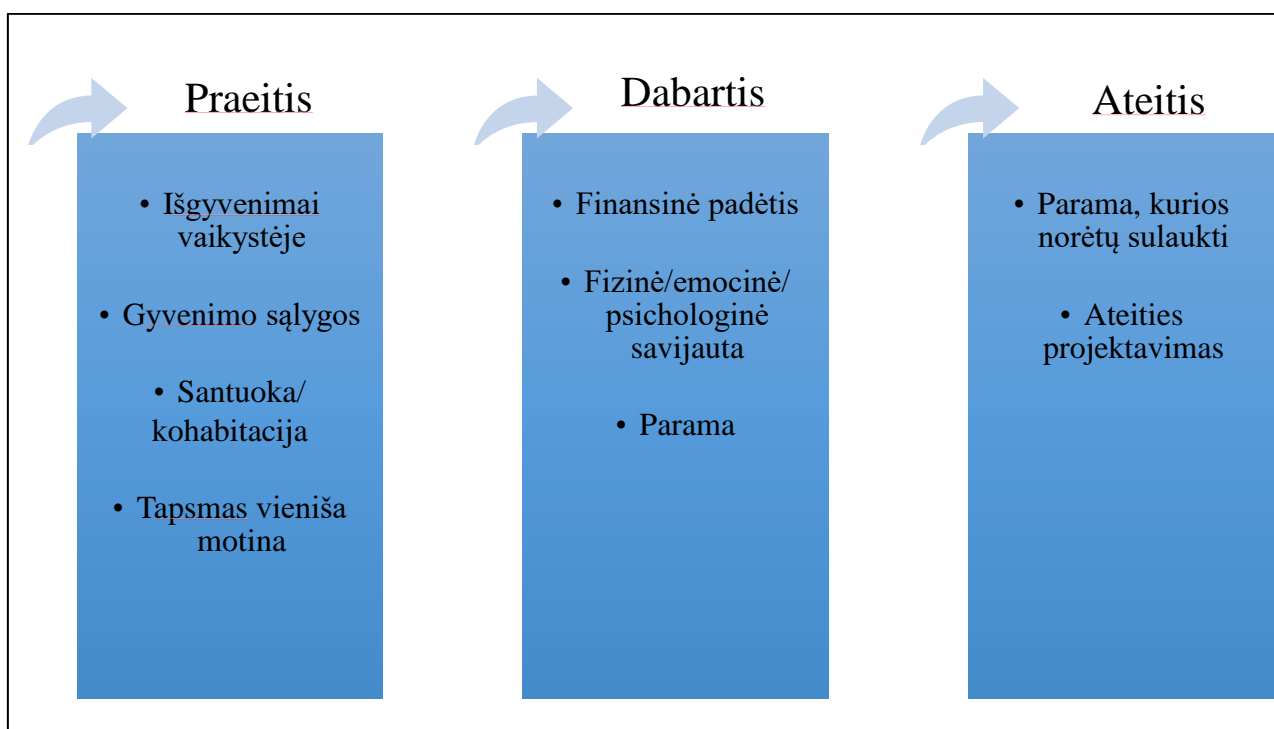 Praeitis
• Išgyvenimai
vaikystėje
• Gyvenimo sąlygos
• Santuoka/
kohabitacija
• Tapsmas vieniša
motina
Dabartis
• Finansinė padėtis
• Fizinė/emocinė/
psichologinė
savijauta
• Parama
Ateitis
• Parama, kurios
norėtų sulaukti
• Ateities
projektavimas